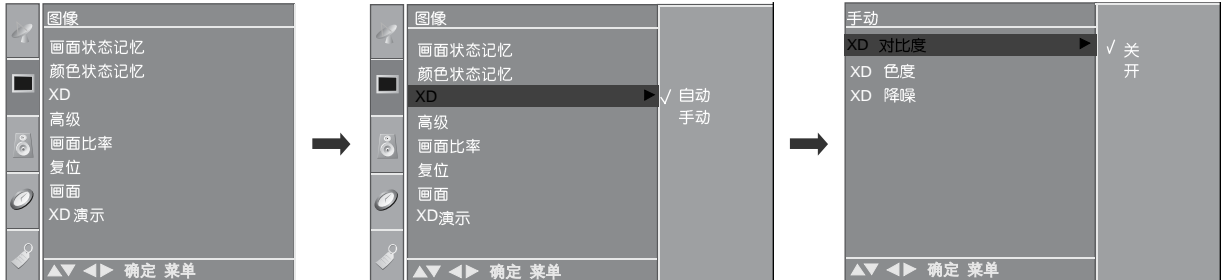 图像
画面状态记忆
颜色状态记忆
XD
高级
画面比率
复位
画面
XD 演示
▲▼ ◀▶ 确定 菜单
图像
画面状态记忆
颜色状态记忆
XD ▶
高级
画面比率
复位
画面
XD演示
▲▼ ◀▶ 确定 菜单
√ 自动
手动
手动
XD 对比度 ▶
XD 色度
XD 降噪
▲▼ ◀▶ 确定 菜单
√ 关
开